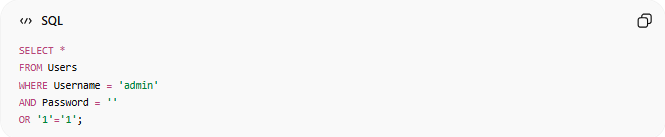 SQL
SELECT *
FROM Users
WHERE Username = 'admin'
AND Password = ''
OR '1'='1';